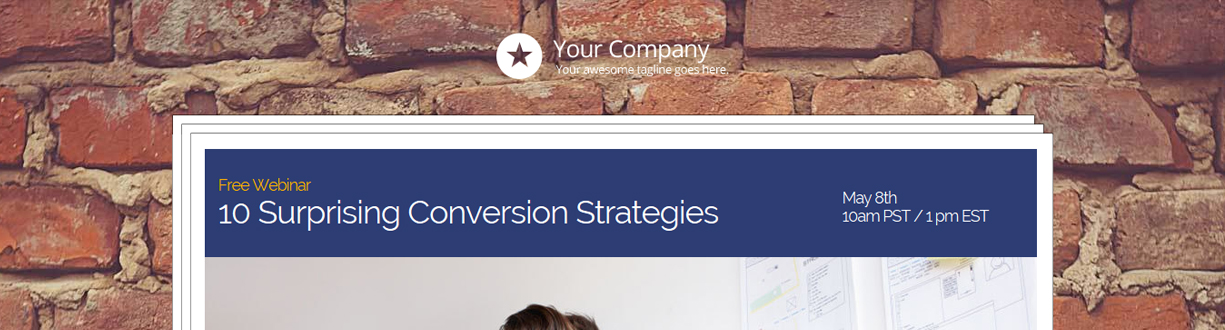 Your Company
Your awesome tagline goes here.
Free Webinar
10 Surprising Conversion Strategies
May 8th
10am PST / 1 pm EST